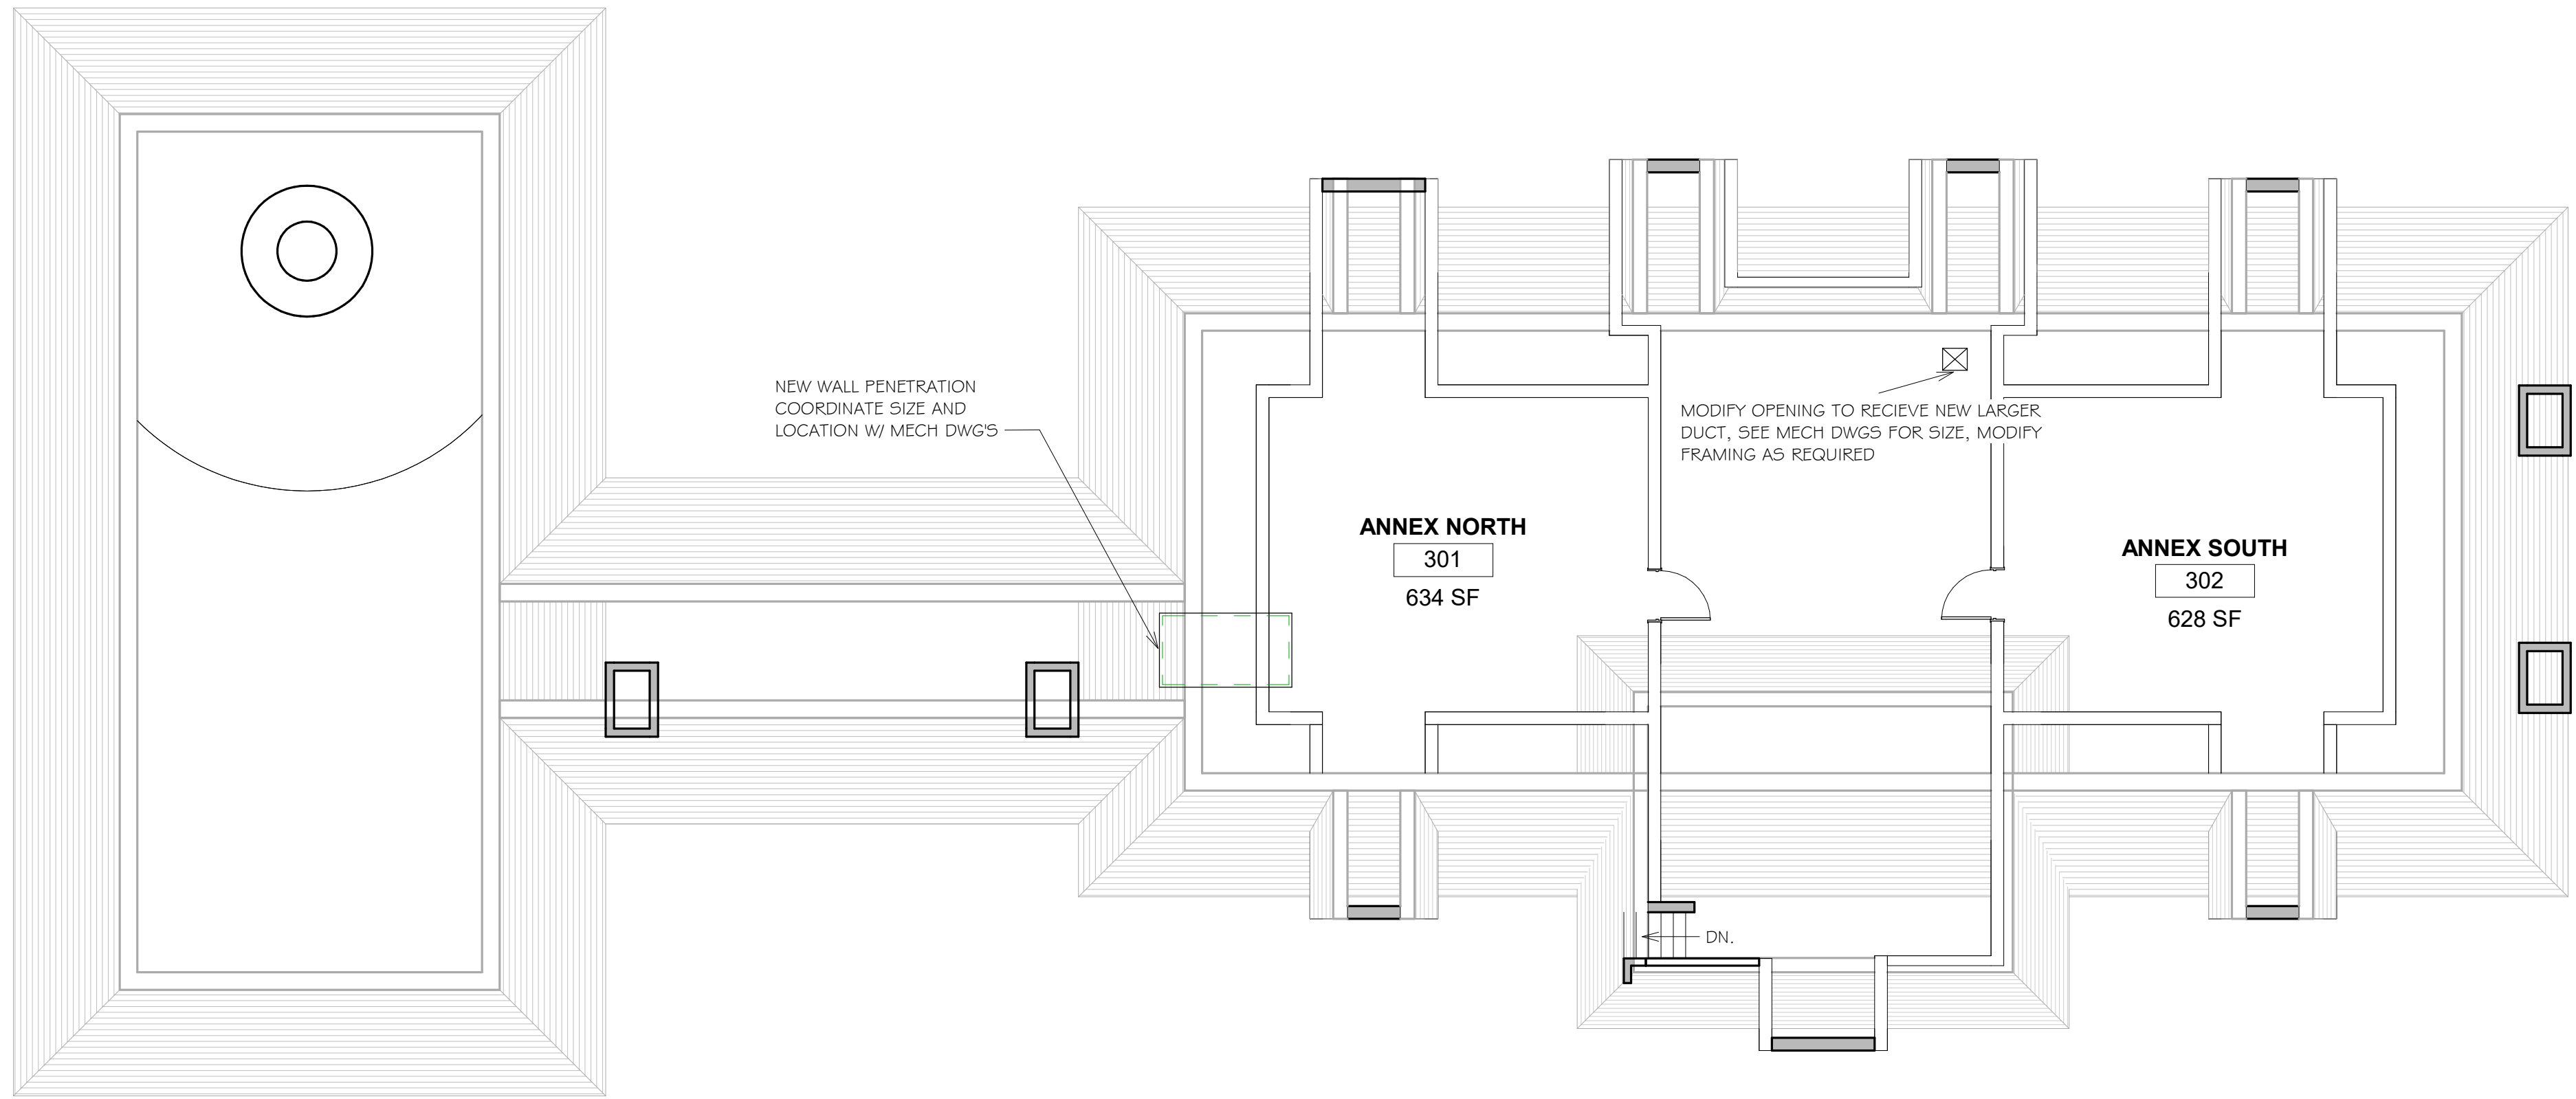 NEW WALL PENETRATION
COORDINATE SIZE AND
LOCATION W/ MECH DWG'S
MODIFY OPENING TO RECIEVE NEW LARGER
DUCT, SEE MECH DWGS FOR SIZE, MODIFY
FRAMING AS REQUIRED
ANNEX NORTH
301
634 SF
ANNEX SOUTH
302
628 SF
DN.